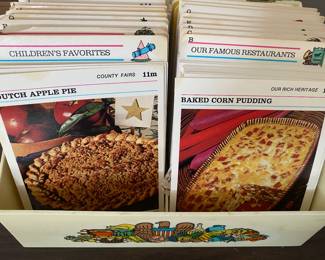 CHILDREN'S FAVORITES
B
OUR FAMOUS RESTAURANTS
COUNTY FAIRS 11m
DUTCH APPLE PIE
OUR RICH HERITAGE
BAKED CORN PUDDING